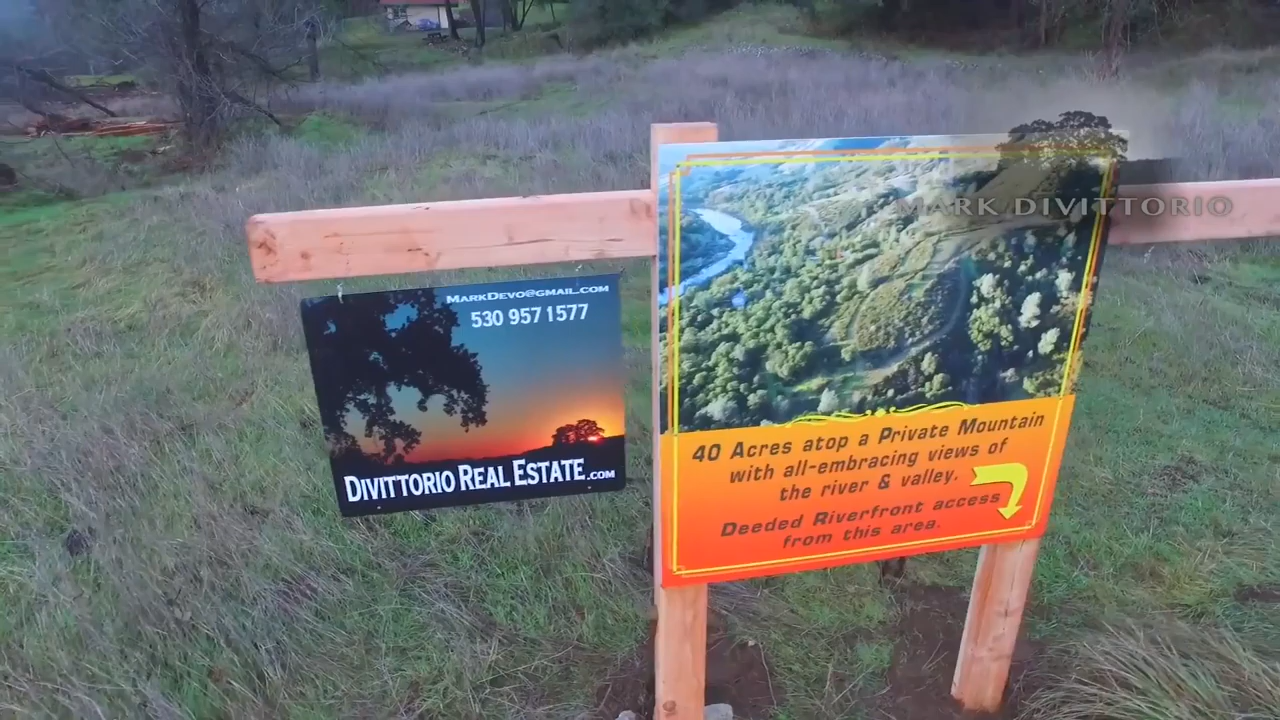 MARKDEVO@GMAIL.COM
530 957 1577
DIVITTORIO REAL ESTATE.COM
MARK DIVITTORIO
40 Acres atop a Private Mountain
with all-embracing views of
the river & valley.
Deeded Riverfront access
from this area.